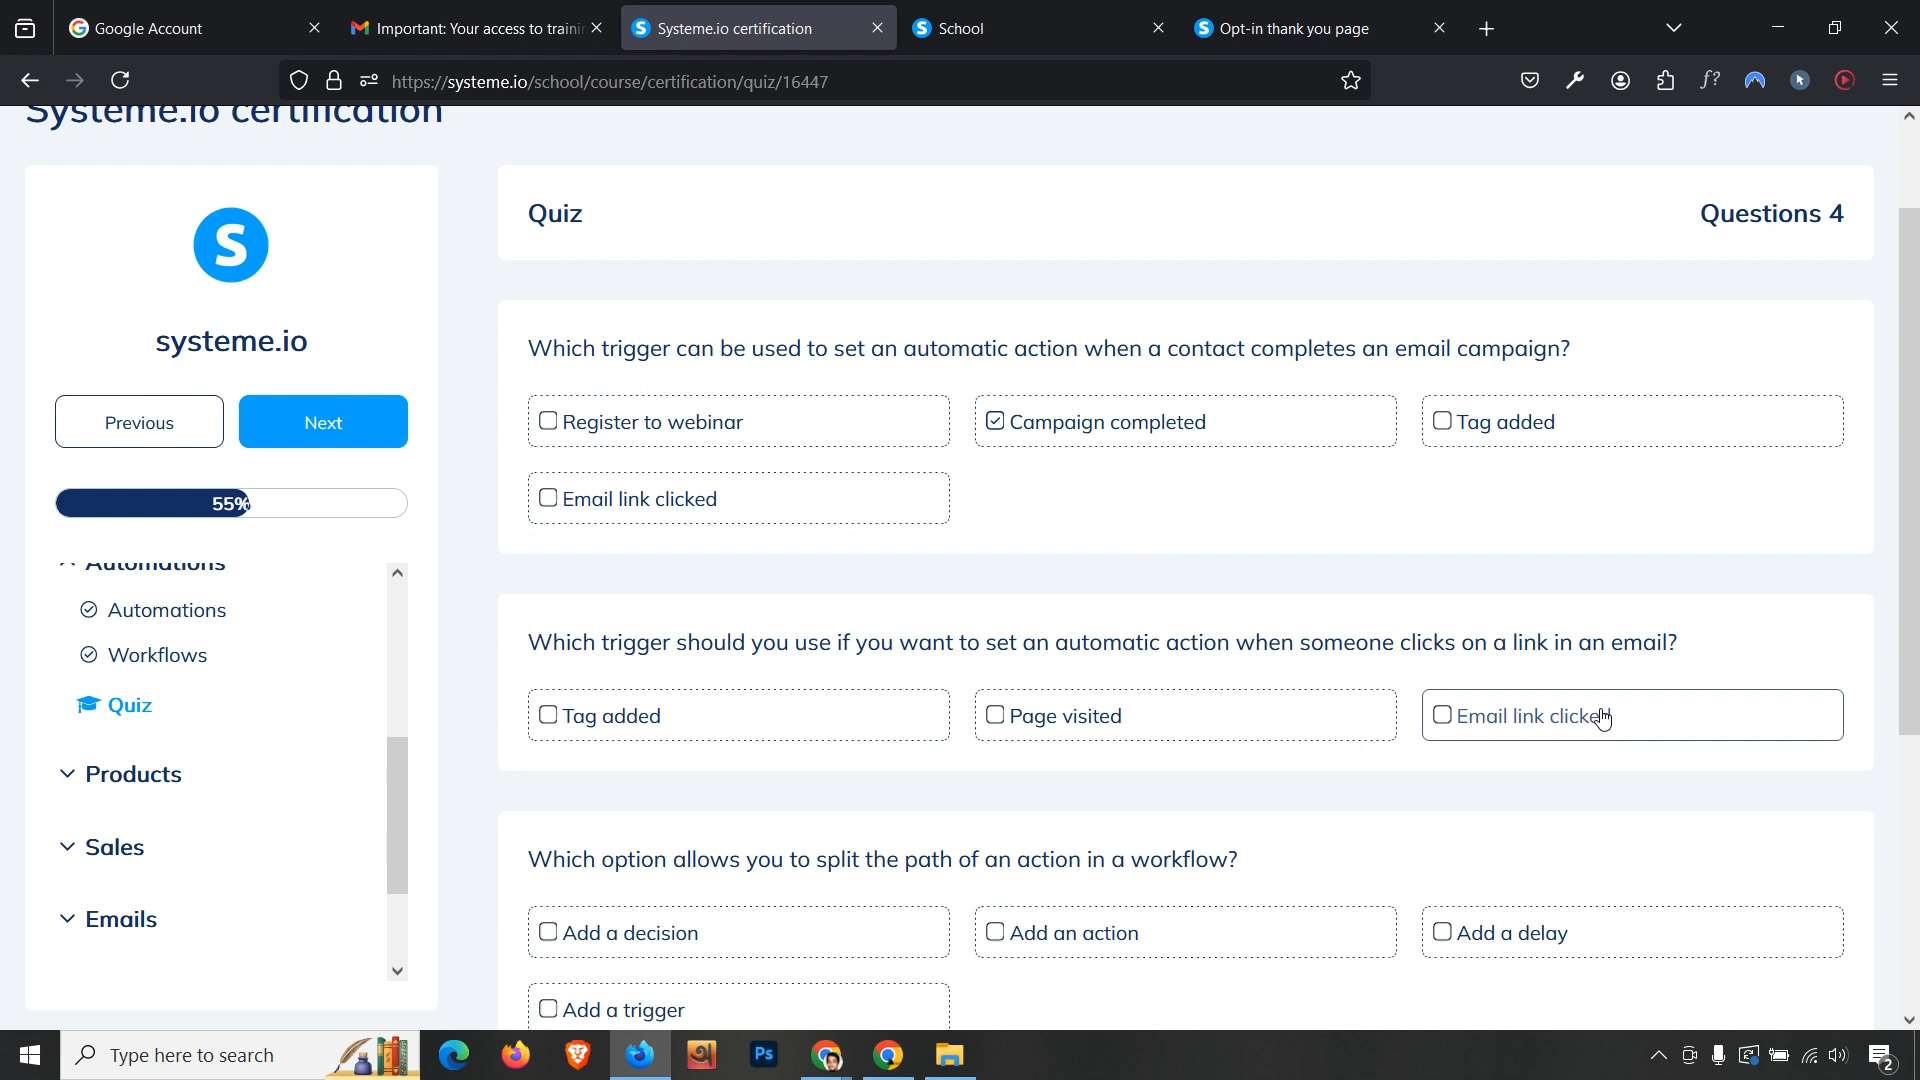 Google Account
Important: Your access to traini
Systeme.io certification
School
Opt-in thank you page
https://systeme.io/school/course/certification/quiz/16447
Systeme.io certification
systeme.io
Previous
Next
55%
Automations
Automations
Workflows
Quiz
Products
Sales
Emails
Quiz
Questions 4
Which trigger can be used to set an automatic action when a contact completes an email campaign?
Register to webinar
Campaign completed
Tag added
Email link clicked
Which trigger should you use if you want to set an automatic action when someone clicks on a link in an email?
Tag added
Page visited
Email link clicked
Which option allows you to split the path of an action in a workflow?
Add a decision
Add an action
Add a delay
Add a trigger
Type here to search
Ps
2